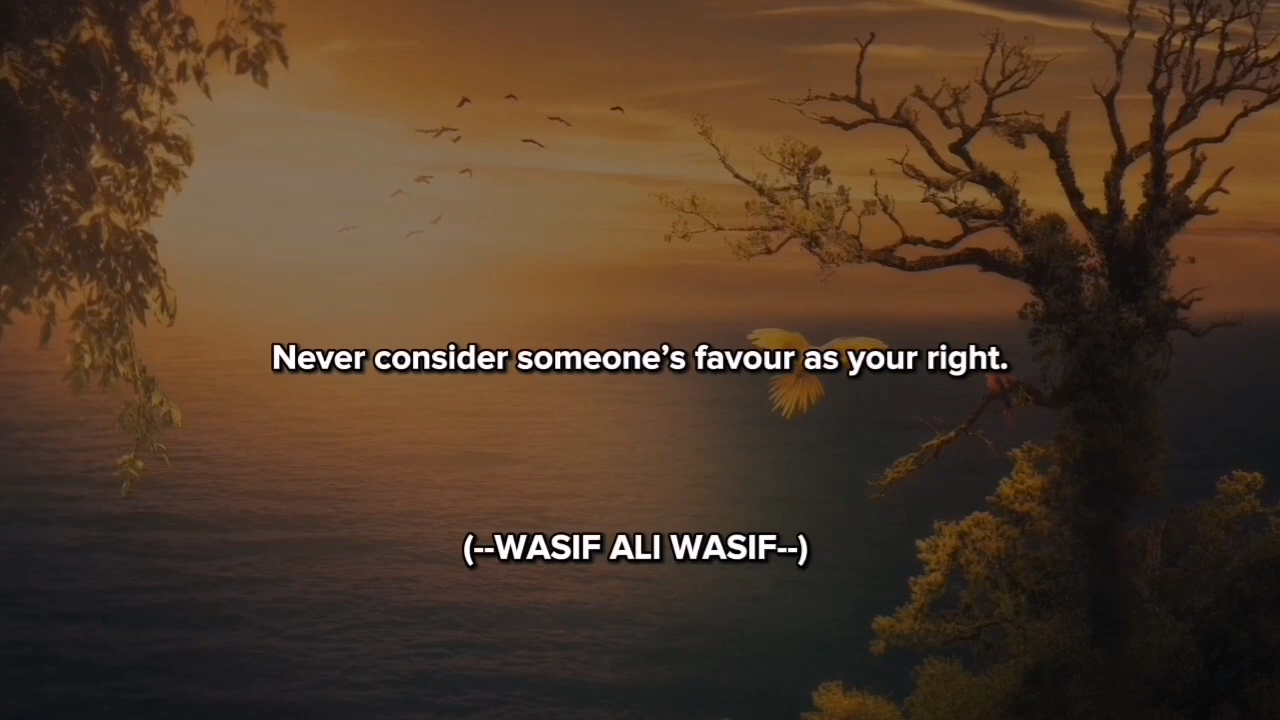 Never consider someone’s favour as your right.
(--WASIF ALI WASIF--)